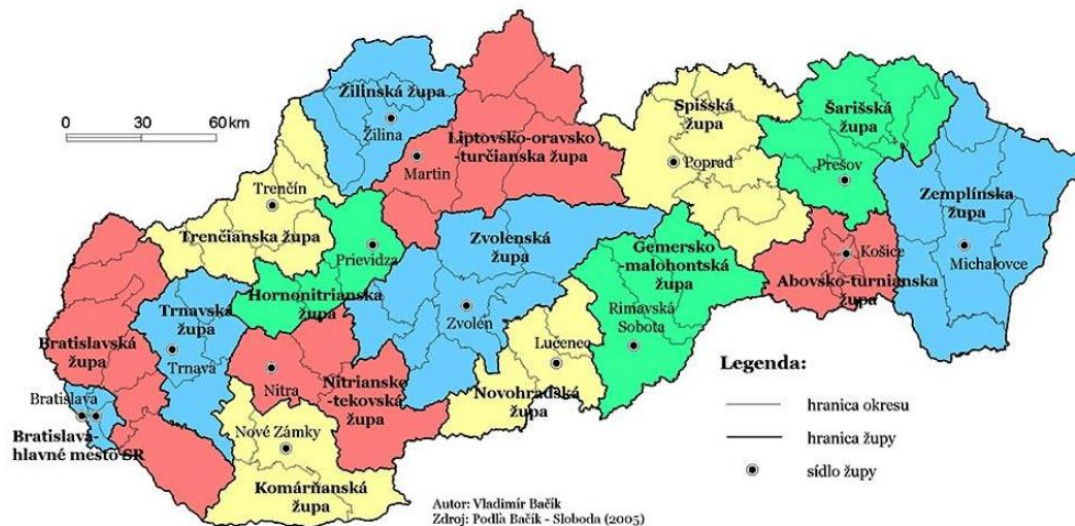 0 30 60 km
Žilinská župa
Žilina
Liptovsko-oravsko
-turčianska župa
Martin
Spišská
župa
Poprad
Šarišská
župa
Prešov
Zemplínska
župa
Michalovce
Trenčín
Trenčianska župa
Prievidza
Hornonitrianska
župa
Zvolenská
župa
Zvolen
Gemersko
-malohontská
župa
Rimavská
Sobota
Košice
Abovsko-turnianska
župa
Trnavská
župa
Trnava
Bratislavská
župa
Bratislava
Bratislava-
hlavné mesto SR
Nitra
Nitriansko
-tekovská
župa
Lučenec
Novohradská
župa
Nové Zámky
Komárňanská
župa
Legenda:
hranica okresu
hranica župy
sídlo župy
Autor: Vladimír Bačík
Zdroj: Podľa Bačík - Sloboda (2005)